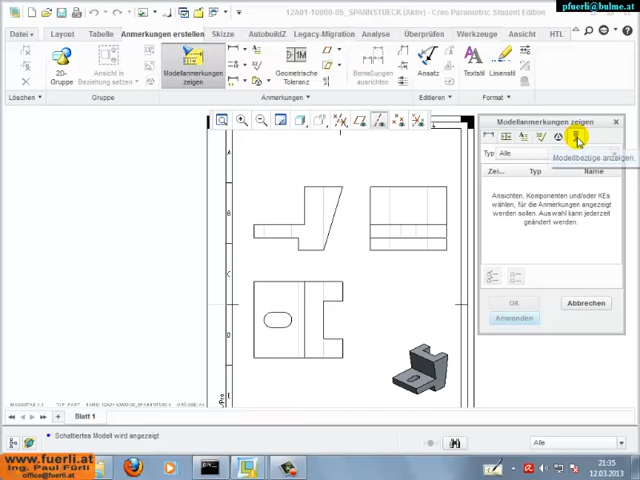 pfuerli@bulme.at
12A01-10000-05_SPANNSTUECK (Aktiv) - Creo Parametric Student Edition
Datei
Layout
Tabelle
Anmerkungen erstellen
Skizze
AutobuildZ
Legacy-Migration
Analyse
Überprüfen
Werkzeuge
Ansicht
HTL
2D-Gruppe
Ansicht in Beziehung setzen
Modellanmerkungen zeigen
Geometrische Toleranz
Bemaßungen ausrichten
Ansatz
Textstil
Linienstil
Löschen
Gruppe
Anmerkungen
Editieren
Format
Modellanmerkungen zeigen
Typ
Alle
Modellbezüge anzeigen.
Zei...
Typ
Name
Ansichten, Komponenten und/oder KEs
wählen, für die Anmerkungen angezeigt
werden sollen. Auswahl kann jederzeit
geändert werden.
OK
Abbrechen
Anwenden
A
B
C
D
E
Blatt 1
Schattiertes Modell wird angezeigt
Alle
www.fuerli.at
Ing. Paul Fürli
office@fuerli.at
21:35
12.03.2013